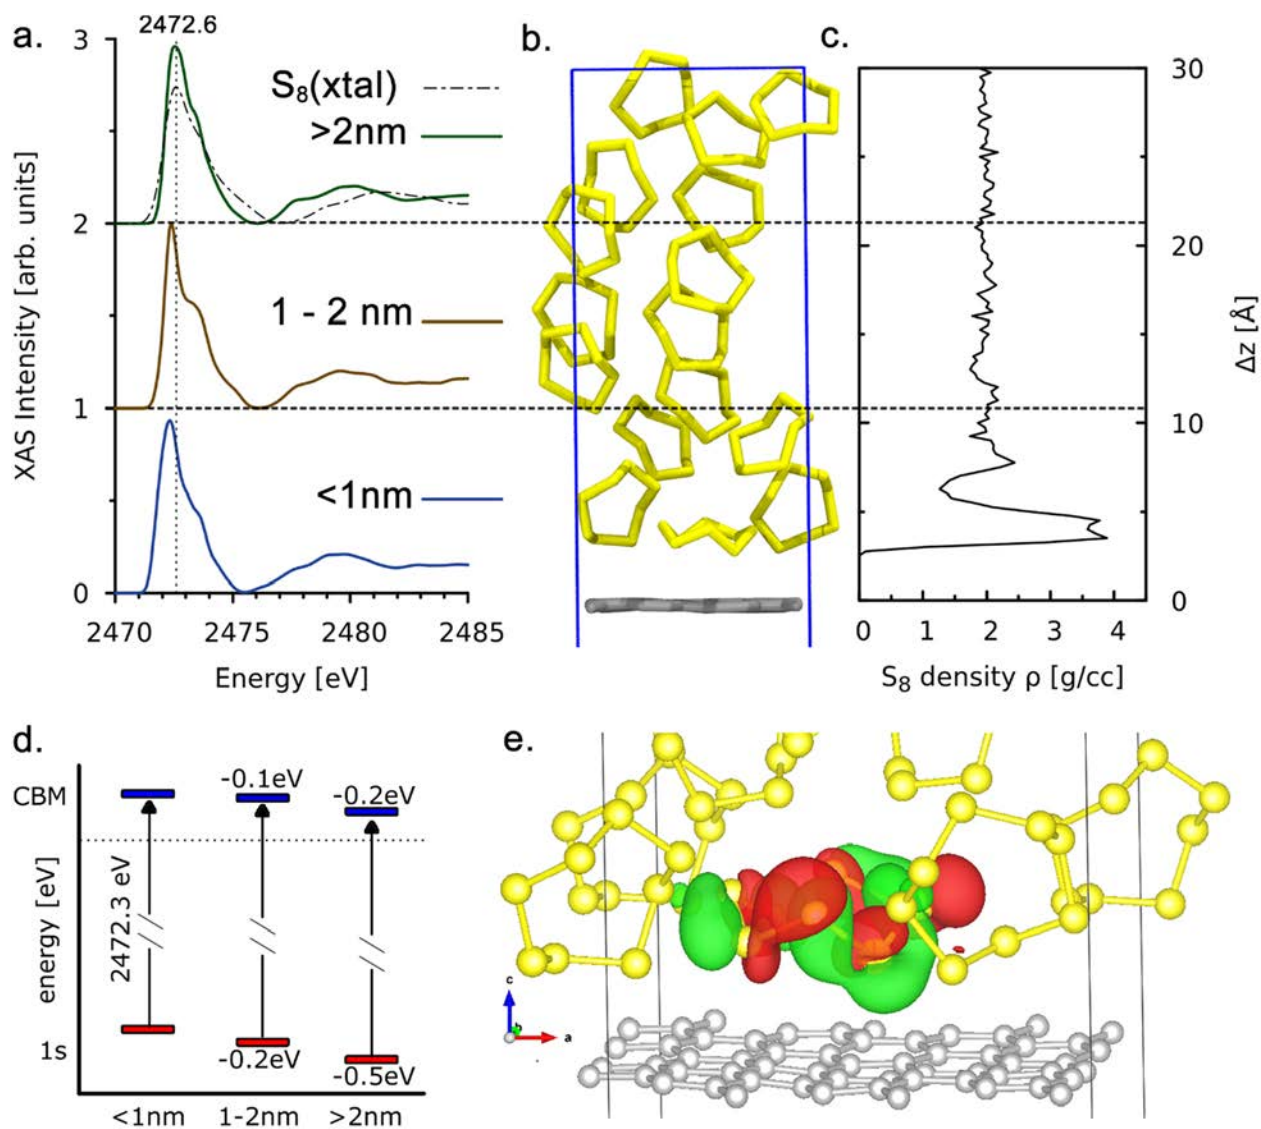 a.
2472.6
b.
c.
3
2
1
0
XAS Intensity [arb. units]
S₈(xtal)
>2nm
1 - 2 nm
<1nm
2470
2475
2480
2485
Energy [eV]
30
20
10
0
Δz [Å]
0
1
2
3
4
S₈ density ρ [g/cc]
d.
CBM
energy [eV]
1s
2472.3 eV
-0.1eV
-0.2eV
-0.2eV
-0.5eV
<1nm
1-2nm
>2nm
e.
c
b
a